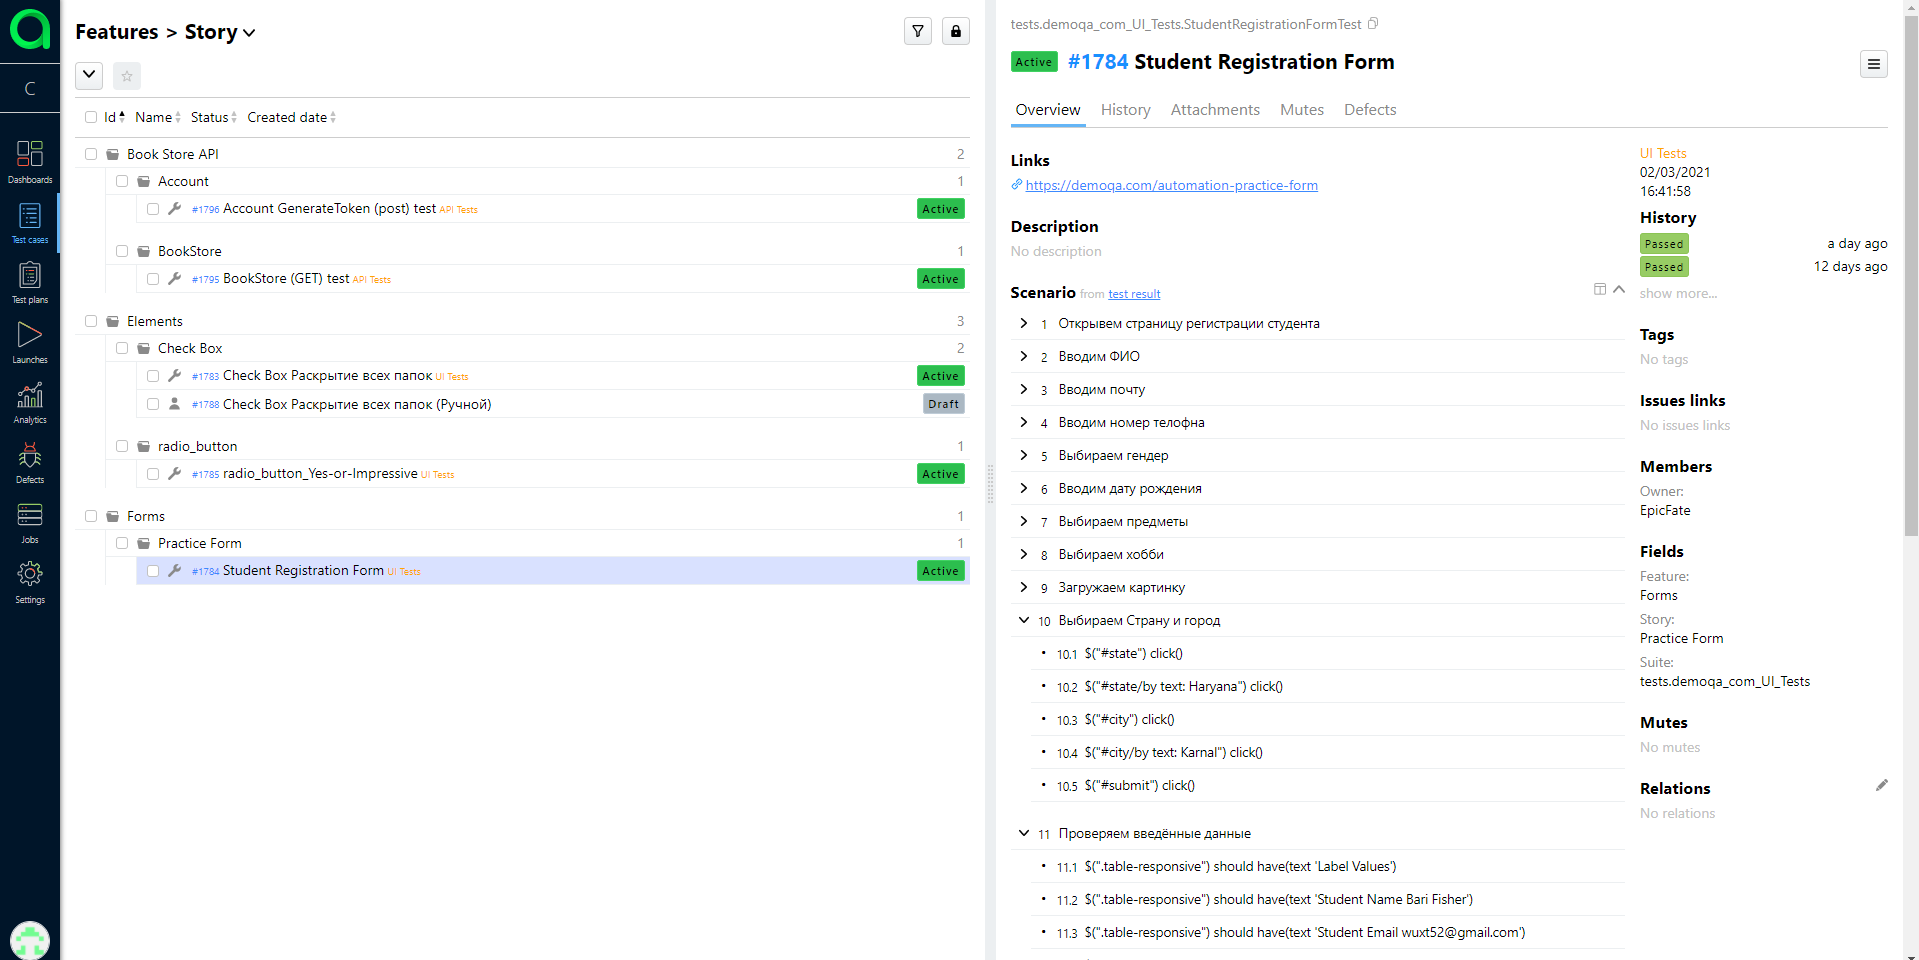 C
Dashboards
Test cases
Test plans
Launches
Analytics
Defects
Jobs
Settings
Features > Story
Id Name Status Created date
Book Store API 2
Account 1
#1796 Account GenerateToken (post) test API Tests Active
BookStore 1
#1795 BookStore (GET) test API Tests Active
Elements 3
Check Box 2
#1783 Check Box Раскрытие всех папок UI Tests Active
#1788 Check Box Раскрытие всех папок (Ручной) Draft
radio_button 1
#1785 radio_button_Yes-or-Impressive UI Tests Active
Forms 1
Practice Form 1
#1784 Student Registration Form UI Tests Active
tests.demoqa_com_UI_Tests.StudentRegistrationFormTest
Active #1784 Student Registration Form
Overview History Attachments Mutes Defects
Links
https://demoqa.com/automation-practice-form
Description
No description
Scenario from test result
1 Открывем страницу регистрации студента
2 Вводим ФИО
3 Вводим почту
4 Вводим номер телофна
5 Выбираем гендер
6 Вводим дату рождения
7 Выбираем предметы
8 Выбираем хобби
9 Загружаем картинку
10 Выбираем Страну и город
• 10.1 $("#state") click()
• 10.2 $("#state/by text: Haryana") click()
• 10.3 $("#city") click()
• 10.4 $("#city/by text: Karnal") click()
• 10.5 $("#submit") click()
11 Проверяем введённые данные
• 11.1 $(".table-responsive") should have(text 'Label Values')
• 11.2 $(".table-responsive") should have(text 'Student Name Bari Fisher')
• 11.3 $(".table-responsive") should have(text 'Student Email wuxt52@gmail.com')
UI Tests
02/03/2021
16:41:58
History
Passed a day ago
Passed 12 days ago
show more...
Tags
No tags
Issues links
No issues links
Members
Owner:
EpicFate
Fields
Feature:
Forms
Story:
Practice Form
Suite:
tests.demoqa_com_UI_Tests
Mutes
No mutes
Relations
No relations